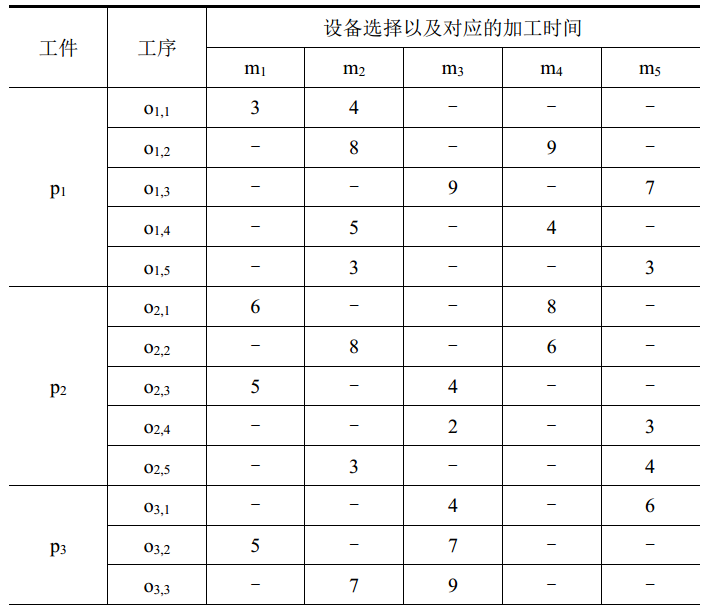 工件 工序 设备选择以及对应的加工时间
m₁ m₂ m₃ m₄ m₅
p₁ o₁,₁ 3 4 - - -
o₁,₂ - 8 - 9 -
o₁,₃ - - 9 - 7
o₁,₄ - 5 - 4 -
o₁,₅ - 3 - - 3
p₂ o₂,₁ 6 - - 8 -
o₂,₂ - 8 - 6 -
o₂,₃ 5 - 4 - -
o₂,₄ - - 2 - 3
o₂,₅ - 3 - - 4
p₃ o₃,₁ - - 4 - 6
o₃,₂ 5 - 7 - -
o₃,₃ - 7 9 - -